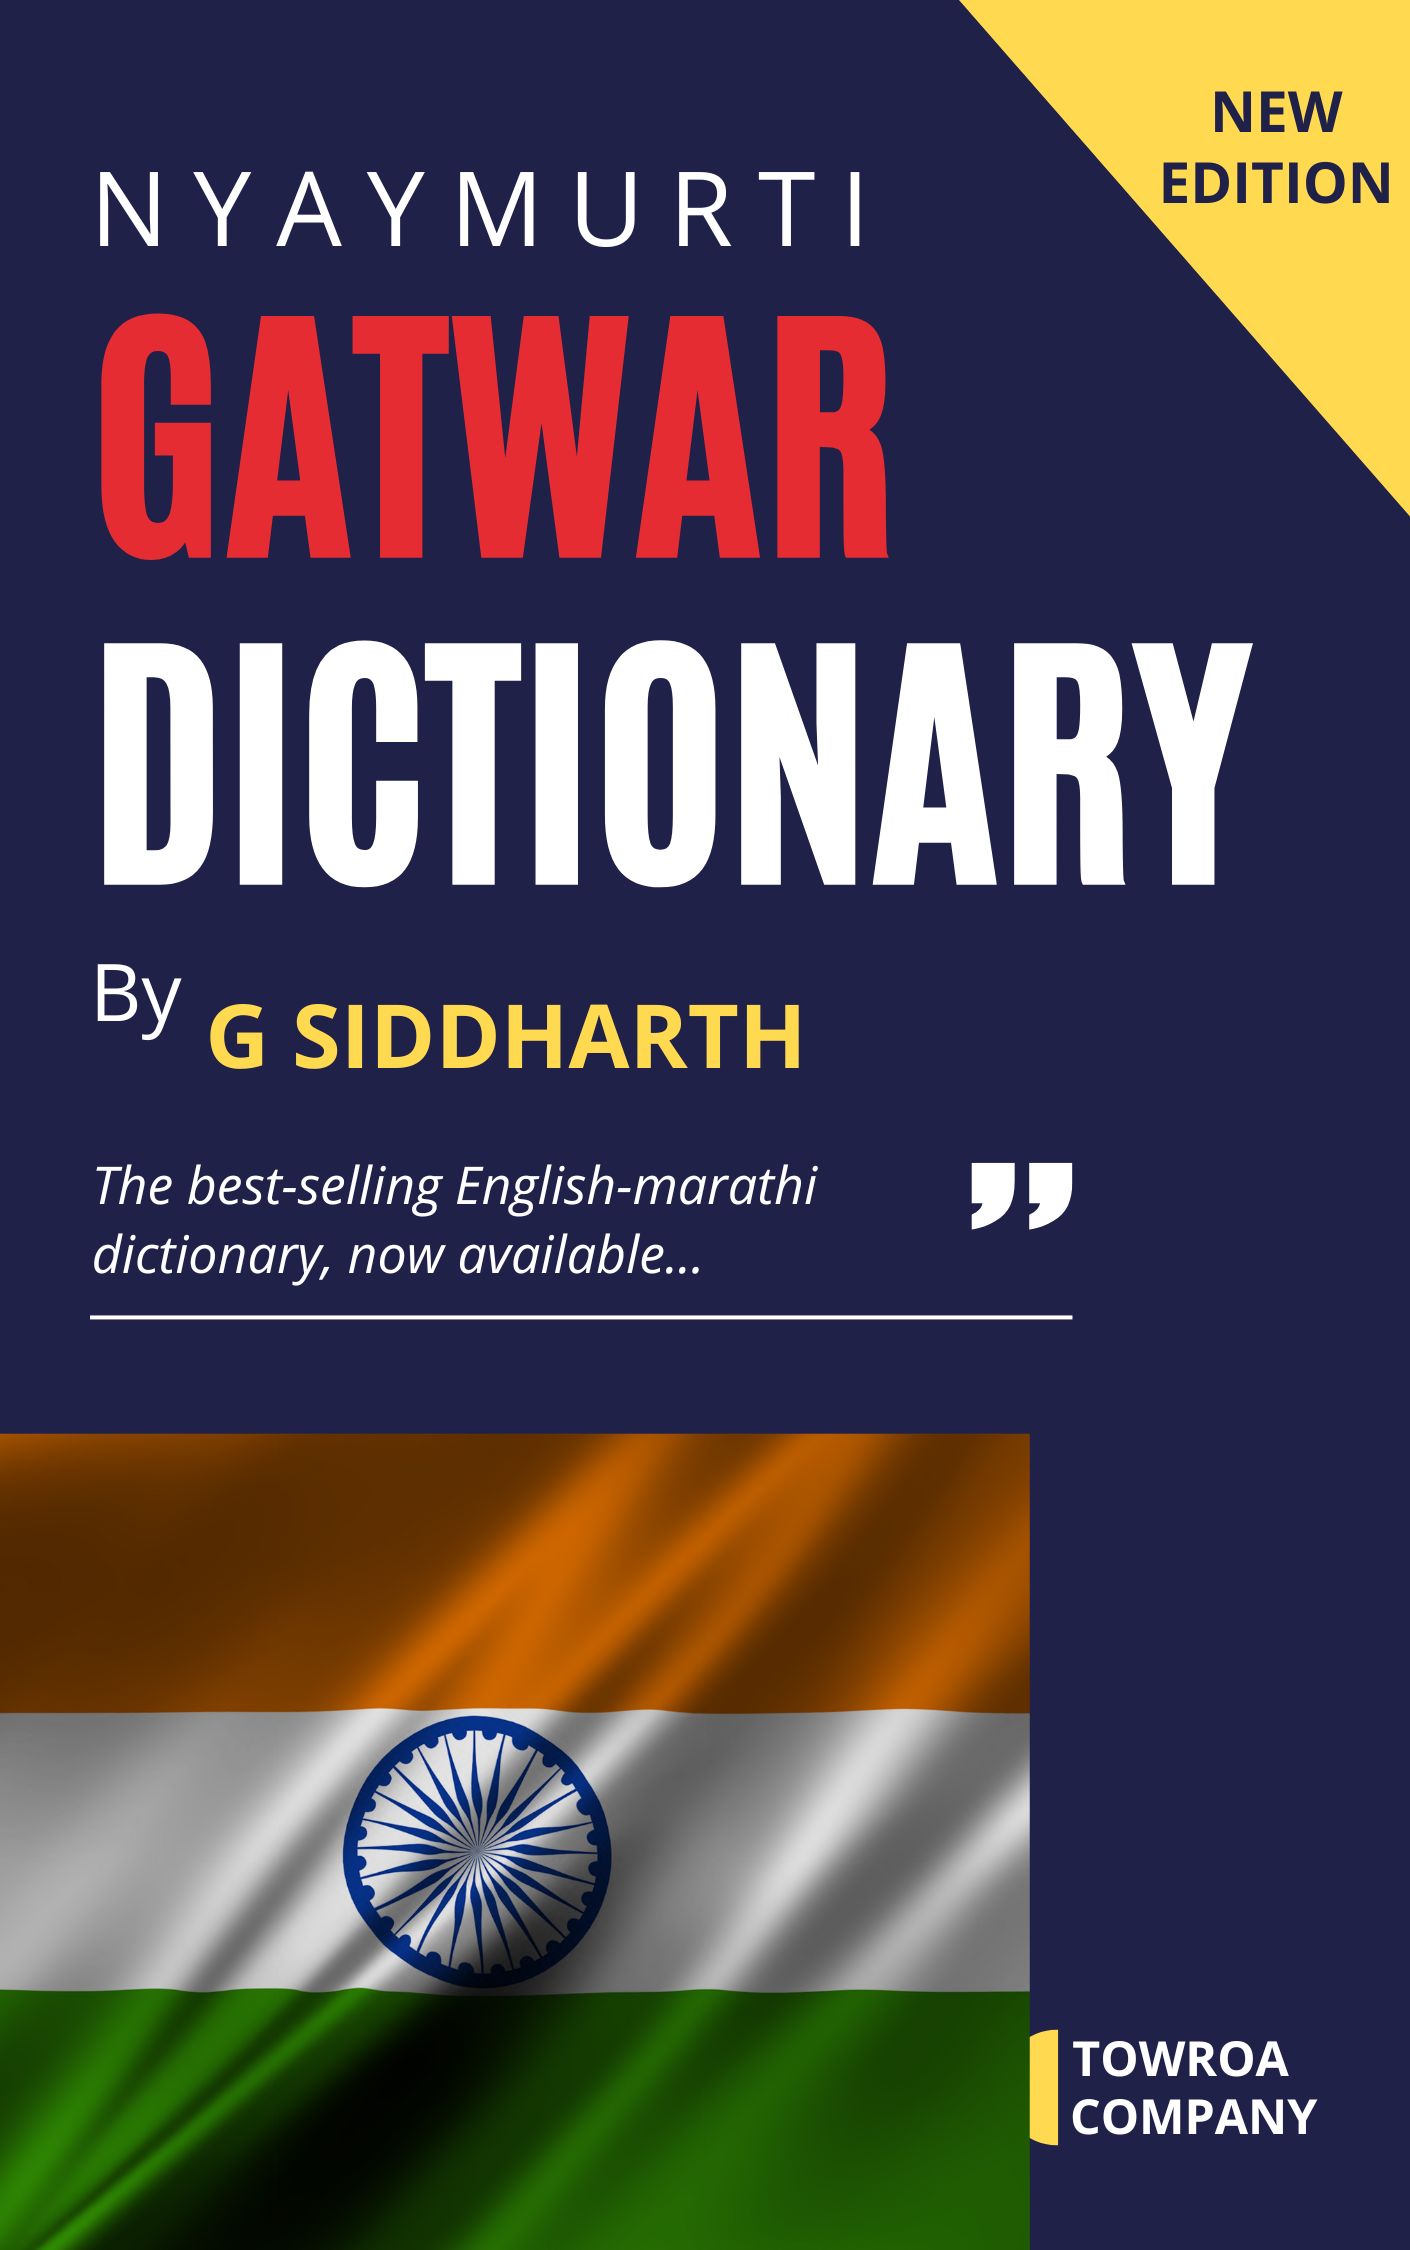 NEW
EDITION
NYAYMURTI
GATWAR
DICTIONARY
By G SIDDHARTH
The best-selling English-marathi
dictionary, now available...
”
TOWROA
COMPANY